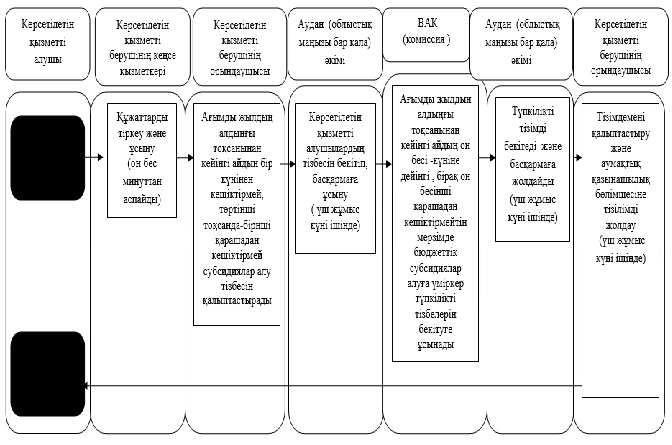 Көрсетілетін
қызметті
алушы
Көрсетілетін
қызметті
берушінің кеңсе
қызметкері
Көрсетілетін
қызметті
берушінің
орындаушысы
Аудан (облыстық
маңызы бар қала)
әкімі
ВАК
(комиссия )
Аудан (облыстық
маңызы бар қала)
әкімі
Көрсетілетін
қызметті
берушінің
орындаушысы
Құжаттарды
тіркеу және
ұсыну
(он бес
минуттан
аспайды)
Ағымды жылдың
алдыңғы
тоқсанынан
кейінгі айдың бір
күнінен
кешіктірмей,
төртінші
тоқсанда-бірінші
қарашадан
кешіктірмей
субсидиялар алу
тізбесін
қалыптастырады
Көрсетілетін
қызметті
алушылардың
тізбесін бекітіп,
басқармаға
ұсыну
( үш жұмыс
күні ішінде)
Ағымды жылдың
алдыңғы
тоқсанынан
кейінгі айдың он
бесі -күніне
дейінгі , бірақ он
бесінші
қарашадан
кешіктірмейтін
мерзімде
бюджеттік
субсидиялар
алуға үміркер
түпкілікті
тізбелерін
бекітуге
ұсынады
Түпкілікті
тізімді
бекітеді және
басқармаға
жолдайды
(үш жұмыс
күні ішінде)
Тізімдемені
қалыптастыру
және
аумақтық
қазынашылық
бөлімшесіне
тізілімді
жолдау
(үш жұмыс
күні ішінде)